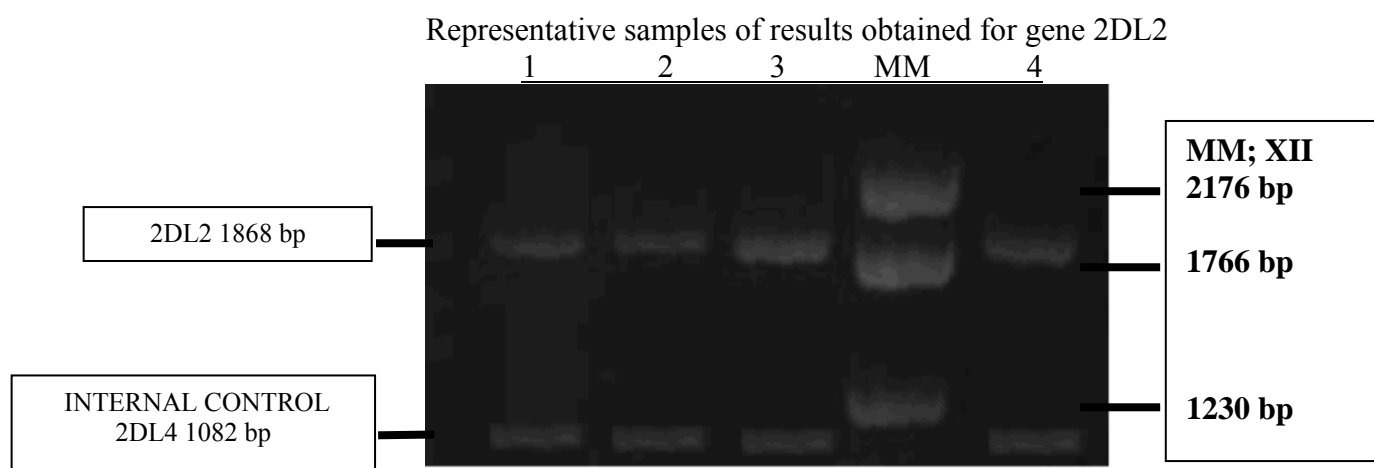 Representative samples of results obtained for gene 2DL2
1 2 3 MM 4
MM; XII
2176 bp
2DL2 1868 bp
1766 bp
INTERNAL CONTROL
2DL4 1082 bp
1230 bp